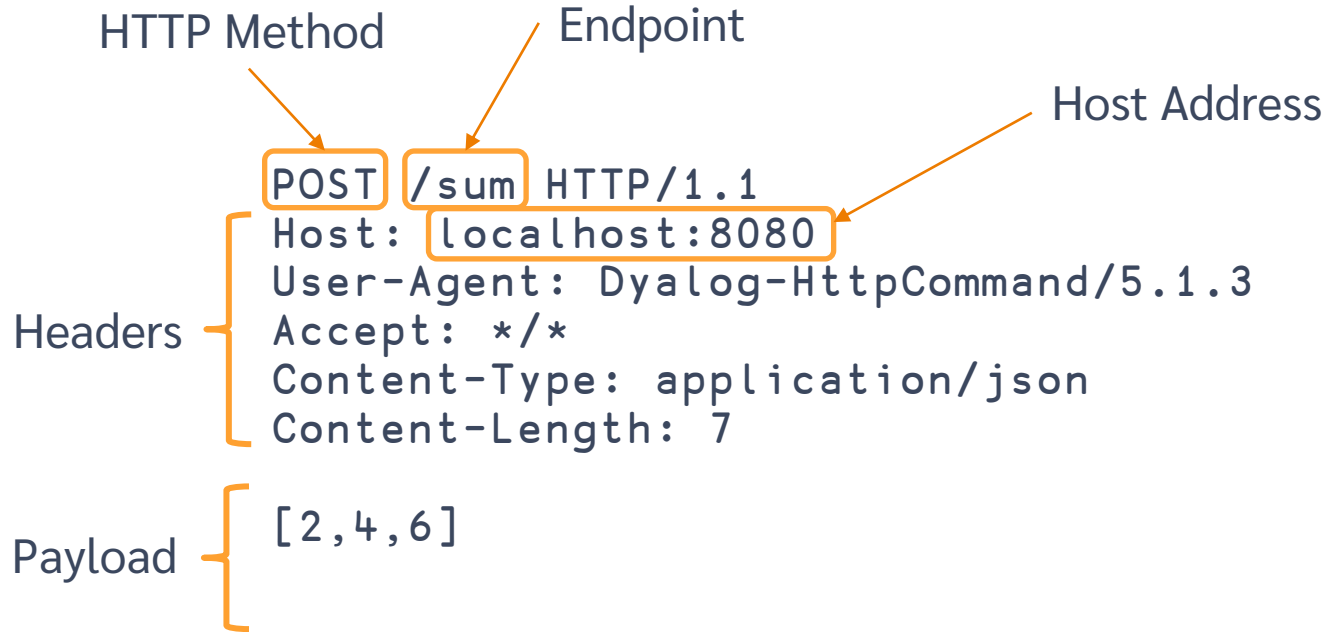 HTTP Method
Endpoint
Host Address
POST /sum HTTP/1.1
Host: localhost:8080
User-Agent: Dyalog-HttpCommand/5.1.3
Headers
Accept: */*
Content-Type: application/json
Content-Length: 7
[2,4,6]
Payload